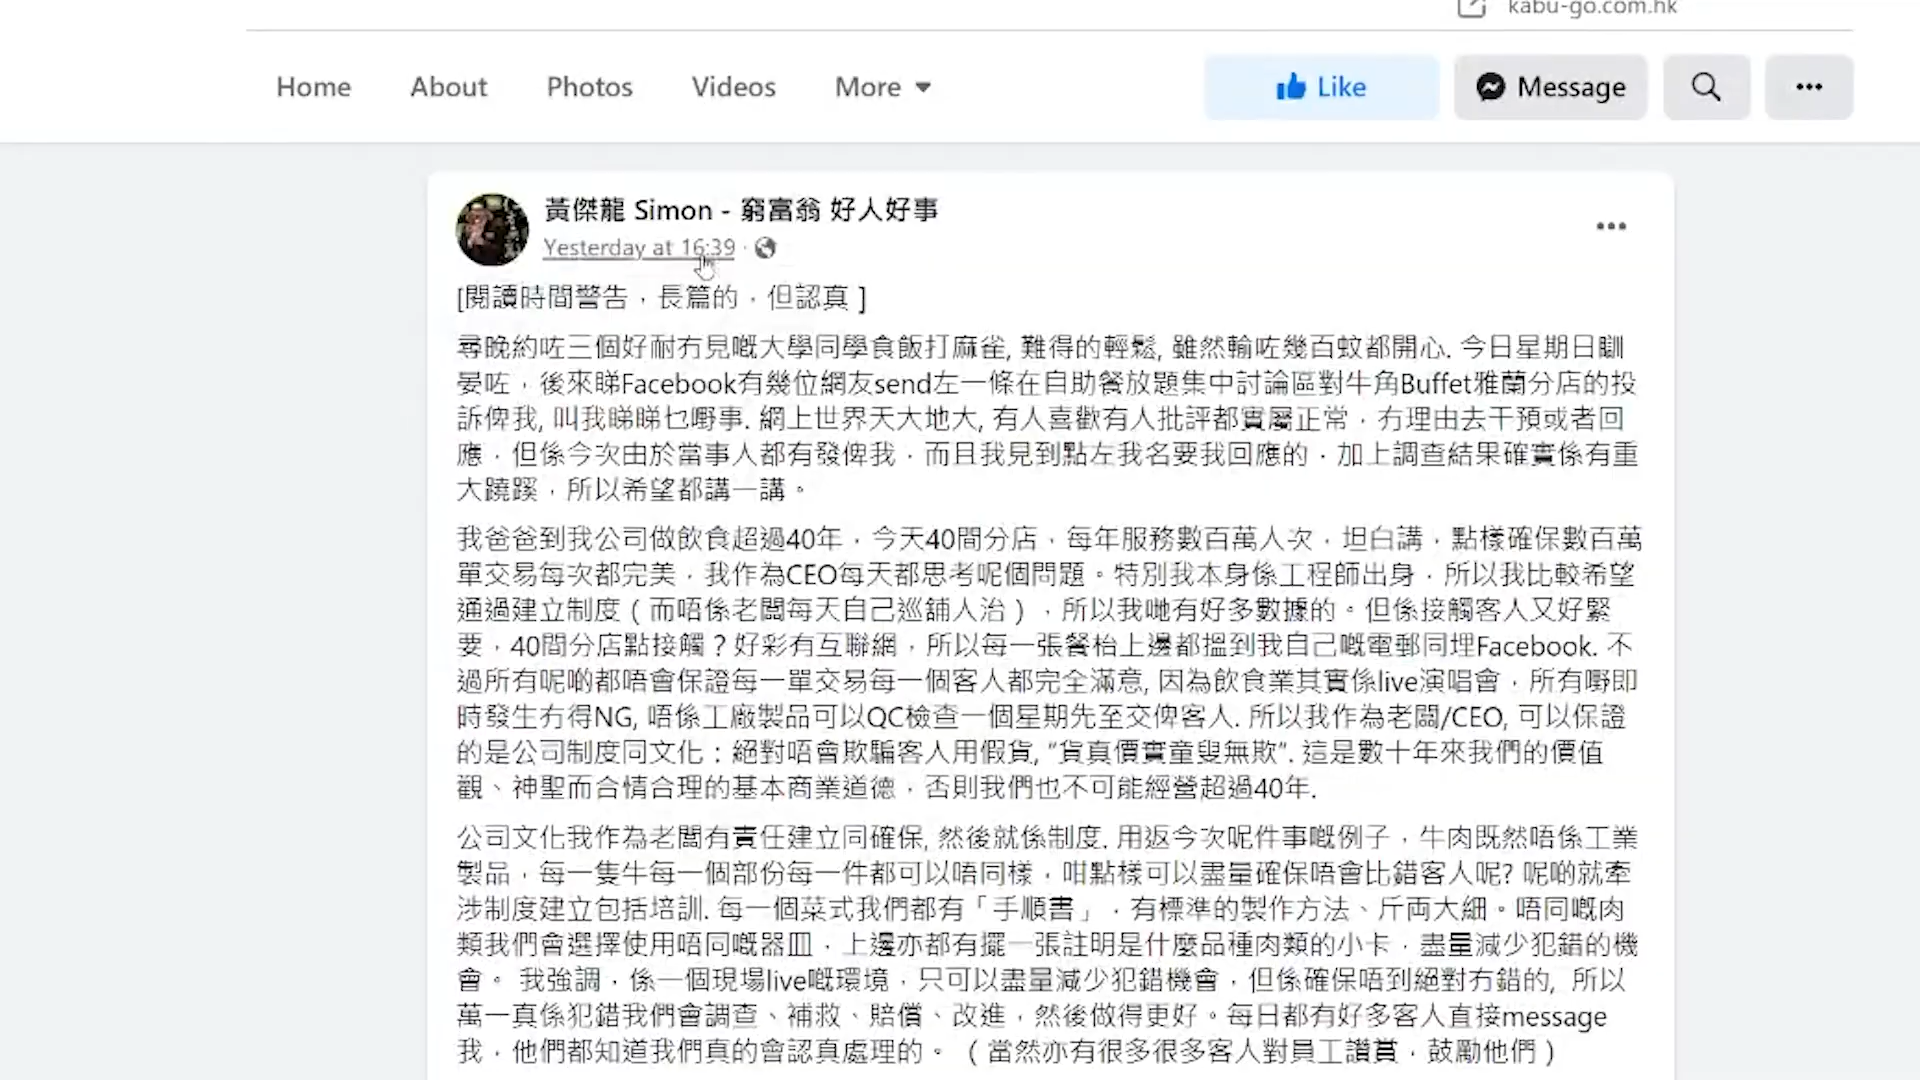 kabu-go.com.hk
Home About Photos Videos More Like Message
黃傑龍 Simon - 窮富翁 好人好事
Yesterday at 16:39
[閱讀時間警告，長篇的，但認真 ]
尋晚約咗三個好耐冇見嘅大學同學食飯打麻雀, 難得的輕鬆, 雖然輸咗幾百蚊都開心. 今日星期日瞓
晏咗，後來睇Facebook有幾位網友send左一條在自助餐放題集中討論區對牛角Buffet雅蘭分店的投
訴俾我, 叫我睇睇乜嘢事. 網上世界天大地大, 有人喜歡有人批評都實屬正常，冇理由去干預或者回
應，但係今次由於當事人都有發俾我，而且我見到點左我名要我回應的，加上調查結果確實係有重
大蹺蹊，所以希望都講一講。
我爸爸到我公司做飲食超過40年，今天40間分店，每年服務數百萬人次，坦白講，點樣確保數百萬
單交易每次都完美，我作為CEO每天都思考呢個問題。特別我本身係工程師出身，所以我比較希望
通過建立制度（而唔係老闆每天自己巡舖人治），所以我哋有好多數據的。但係接觸客人又好緊
要，40間分店點接觸？好彩有互聯網，所以每一張餐枱上邊都搵到我自己嘅電郵同埋Facebook. 不
過所有呢啲都唔會保證每一單交易每一個客人都完全滿意, 因為飲食業其實係live演唱會，所有嘢即
時發生冇得NG, 唔係工廠製品可以QC檢查一個星期先至交俾客人. 所以我作為老闆/CEO, 可以保證
的是公司制度同文化；絕對唔會欺騙客人用假貨, "貨真價實童叟無欺". 這是數十年來我們的價值
觀、神聖而合情合理的基本商業道德，否則我們也不可能經營超過40年.
公司文化我作為老闆有責任建立同確保, 然後就係制度. 用返今次呢件事嘅例子，牛肉既然唔係工業
製品，每一隻牛每一個部份每一件都可以唔同樣，咁點樣可以盡量確保唔會比錯客人呢? 呢啲就牽
涉制度建立包括培訓. 每一個菜式我們都有「手順書」，有標準的製作方法、斤両大細。唔同嘅肉
類我們會選擇使用唔同嘅器皿，上邊亦都有擺一張註明是什麼品種肉類的小卡，盡量減少犯錯的機
會。 我強調，係一個現場live嘅環境，只可以盡量減少犯錯機會，但係確保唔到絕對冇錯的, 所以
萬一真係犯錯我們會調查、補救、賠償、改進，然後做得更好。每日都有好多客人直接message
我，他們都知道我們真的會認真處理的。（當然亦有很多很多客人對員工讚賞，鼓勵他們）